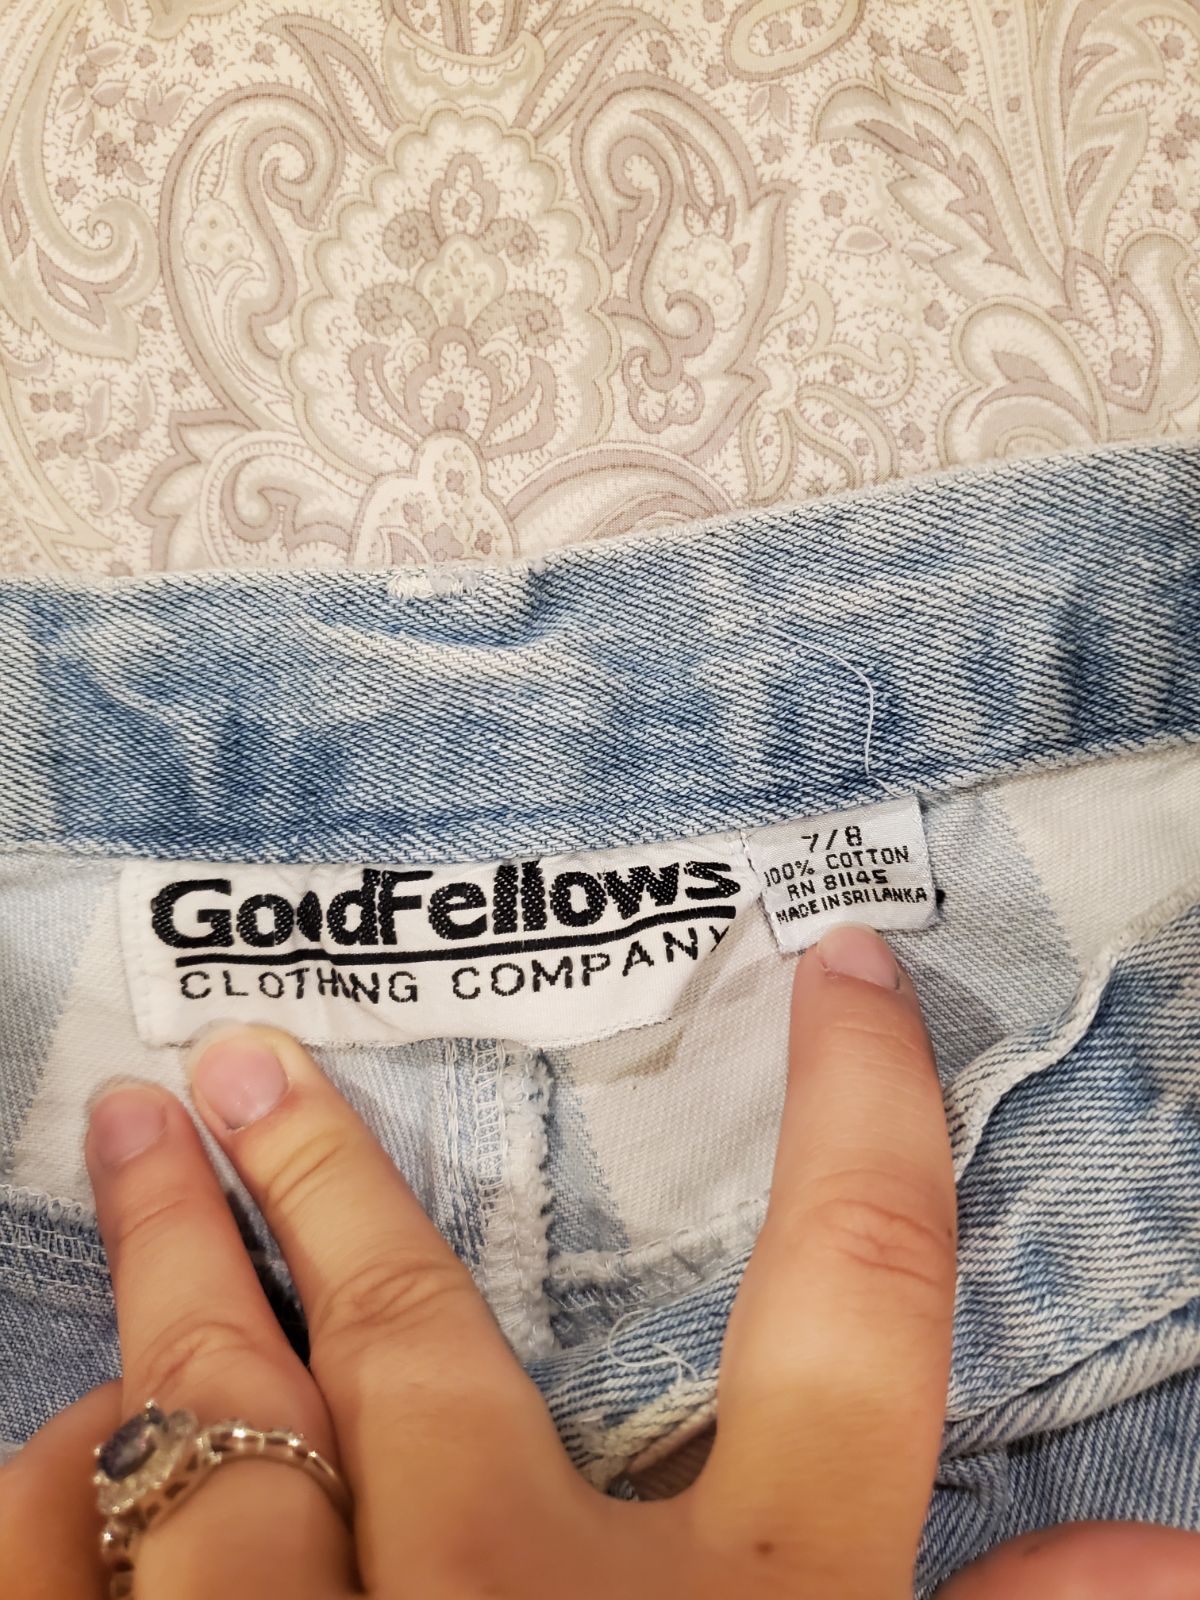 GoodFellows
CLOTHING COMPANY
7/8
100% COTTON
RN 81145
MADE IN SRI LANKA